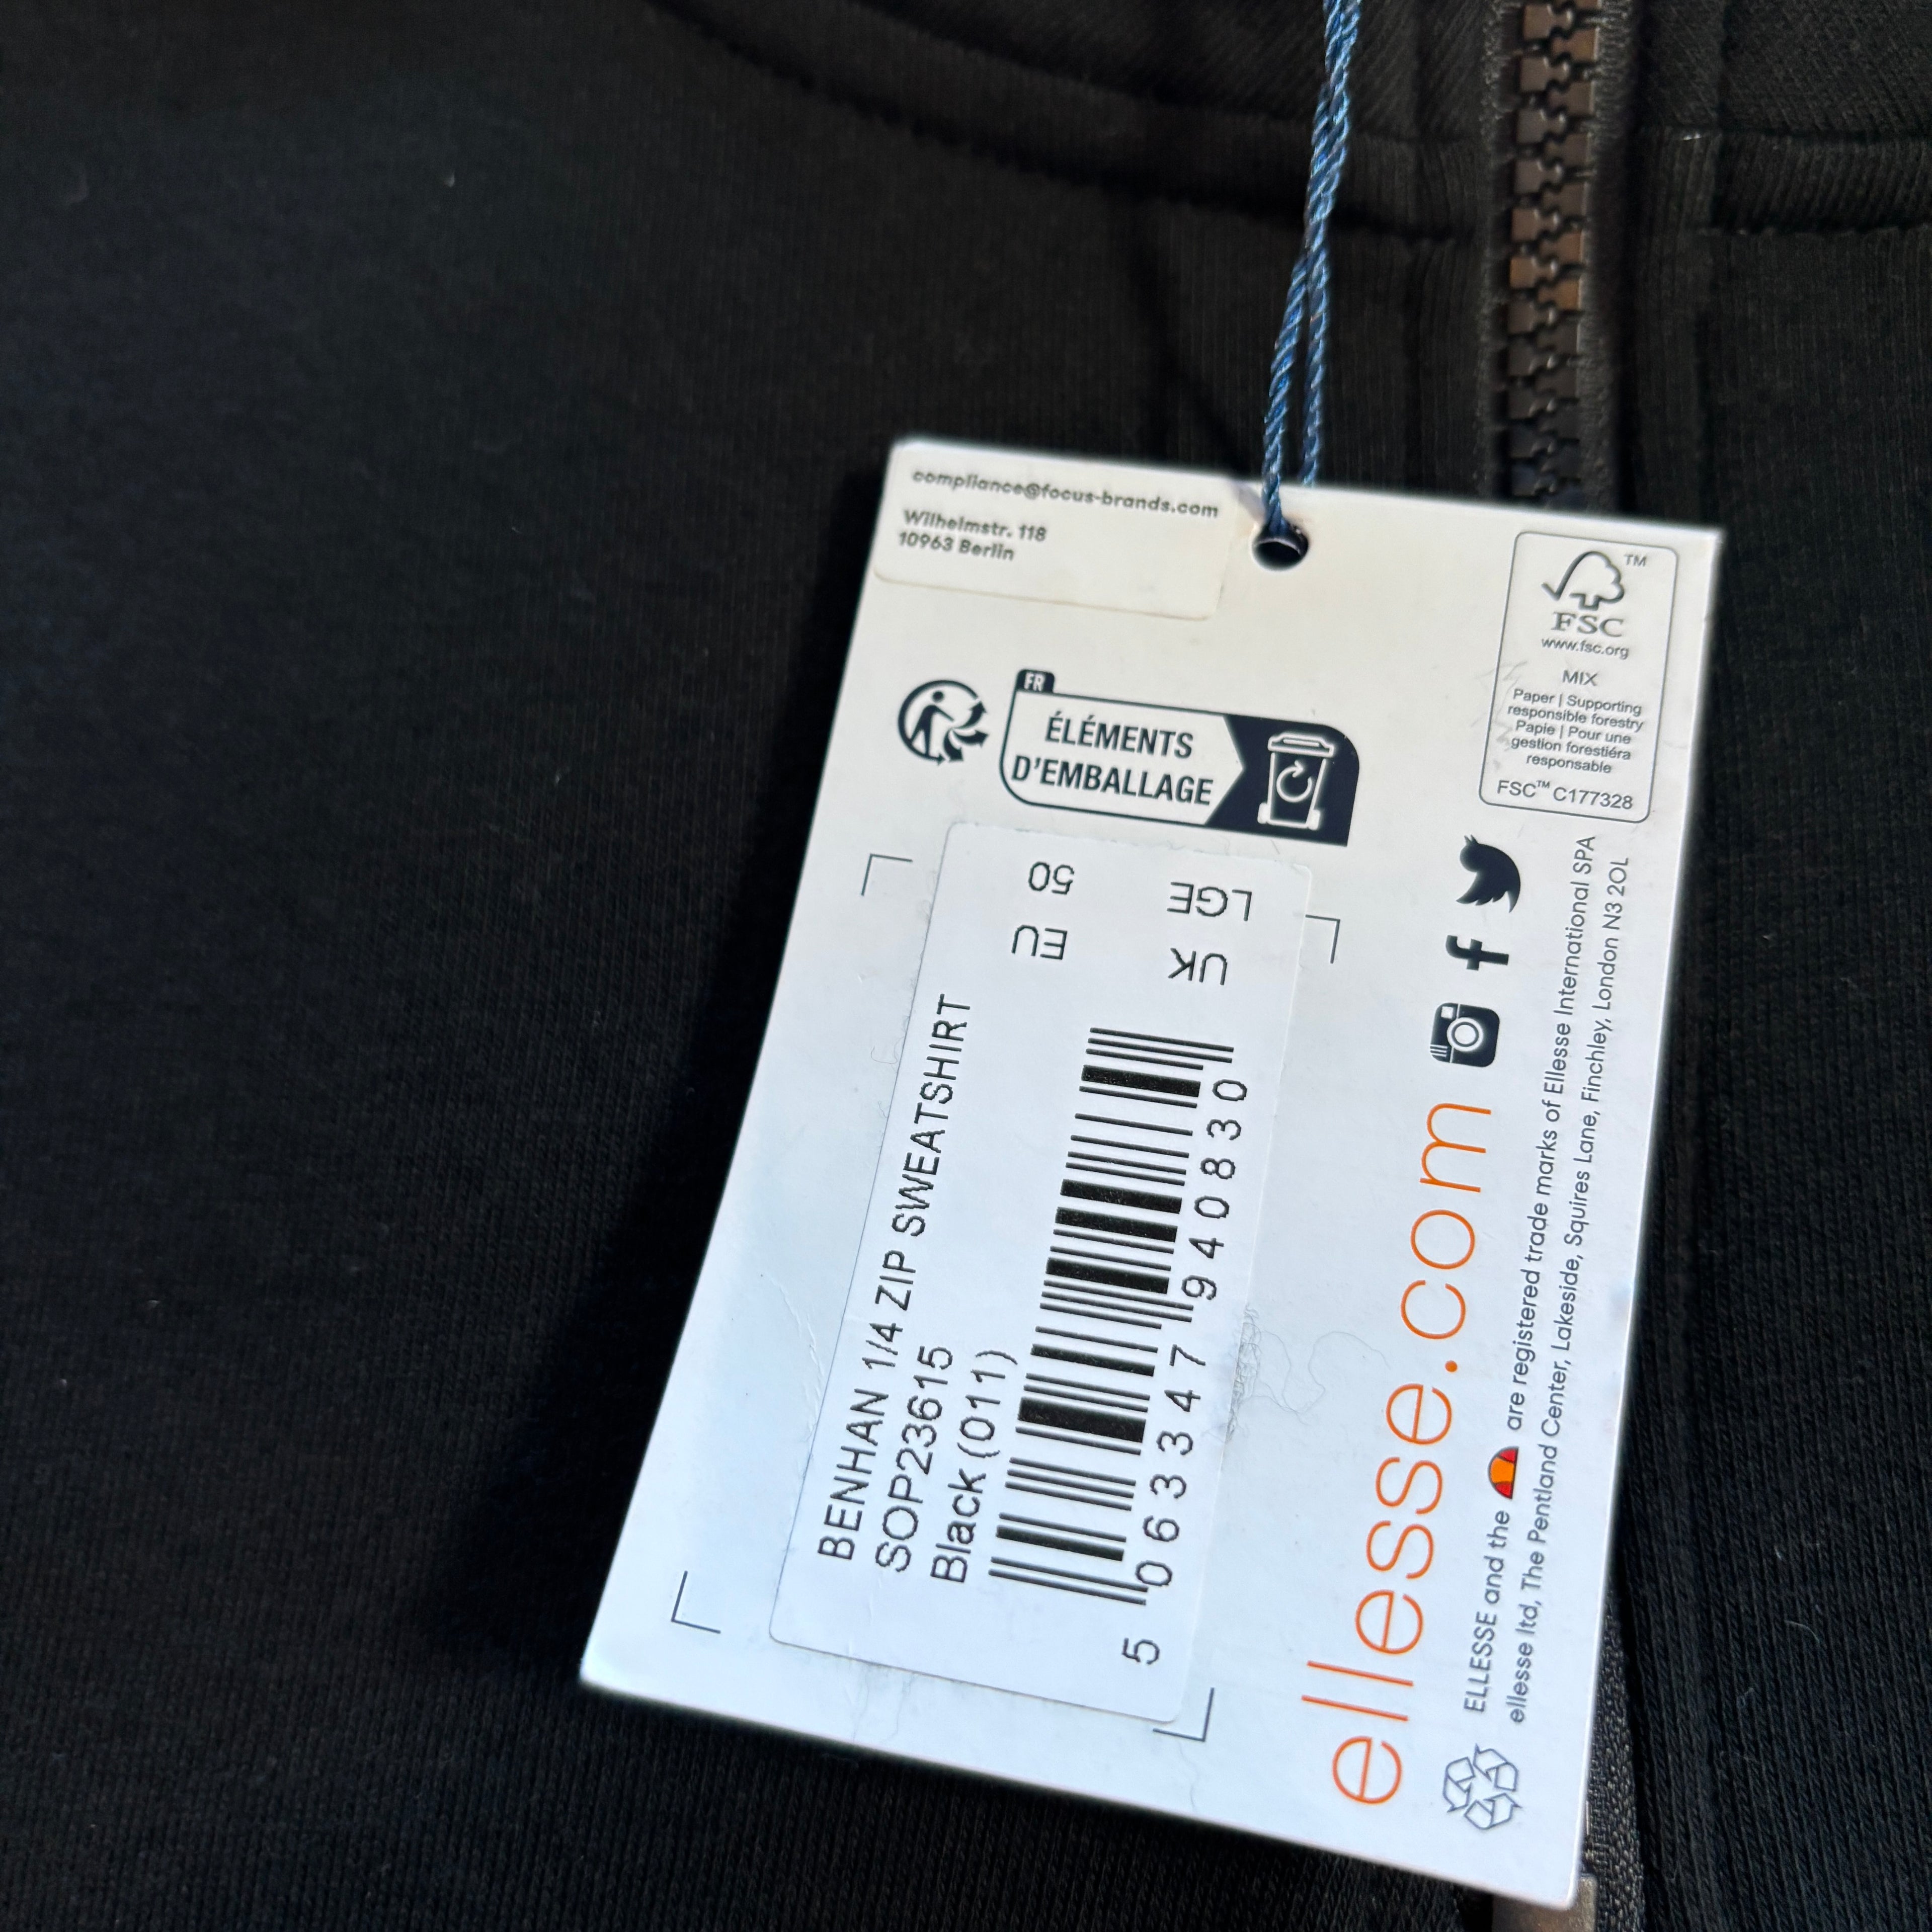 compliance@focus-brands.com
Wilhelmstr. 118
10963 Berlin
TM
FSC
www.fsc.org
MIX
Paper | Supporting
responsible forestry
Papie | Pour une
gestion forestiéra
responsable
FSC™ C177328
FR
ÉLÉMENTS
D'EMBALLAGE
BENHAN 1/4 ZIP SWEATSHIRT
SOP23615
Black (011)
5 063347 940830
EU 50
UK LGE
ellesse.com
ELLESSE and the are registered trade marks of Ellesse International SPA
ellesse ltd, The Pentland Center, Lakeside, Squires Lane, Finchley, London N3 2OL